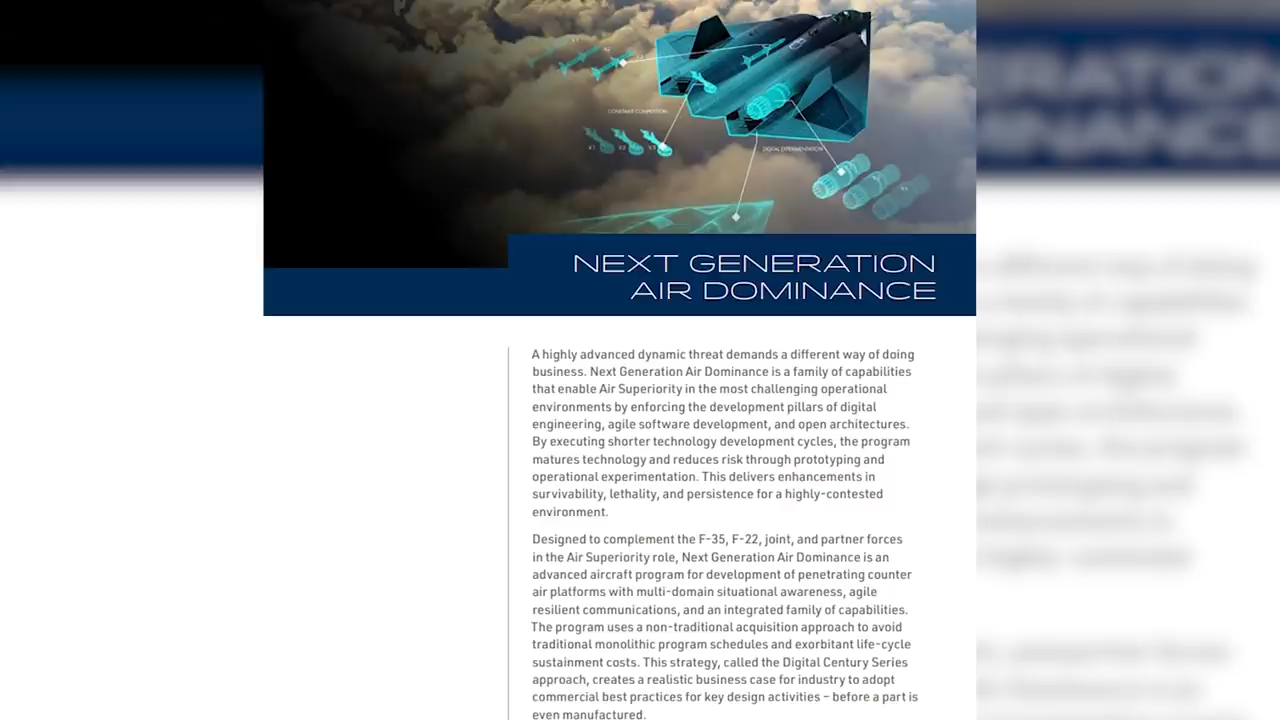 CONSTANT COMPETITION
V1 V2 V3
DIGITAL EXPERIMENTATION
NEXT GENERATION
AIR DOMINANCE
A highly advanced dynamic threat demands a different way of doing
business. Next Generation Air Dominance is a family of capabilities
that enable Air Superiority in the most challenging operational
environments by enforcing the development pillars of digital
engineering, agile software development, and open architectures.
By executing shorter technology development cycles, the program
matures technology and reduces risk through prototyping and
operational experimentation. This delivers enhancements in
survivability, lethality, and persistence for a highly-contested
environment.
Designed to complement the F-35, F-22, joint, and partner forces
in the Air Superiority role, Next Generation Air Dominance is an
advanced aircraft program for development of penetrating counter
air platforms with multi-domain situational awareness, agile
resilient communications, and an integrated family of capabilities.
The program uses a non-traditional acquisition approach to avoid
traditional monolithic program schedules and exorbitant life-cycle
sustainment costs. This strategy, called the Digital Century Series
approach, creates a realistic business case for industry to adopt
commercial best practices for key design activities – before a part is
even manufactured.